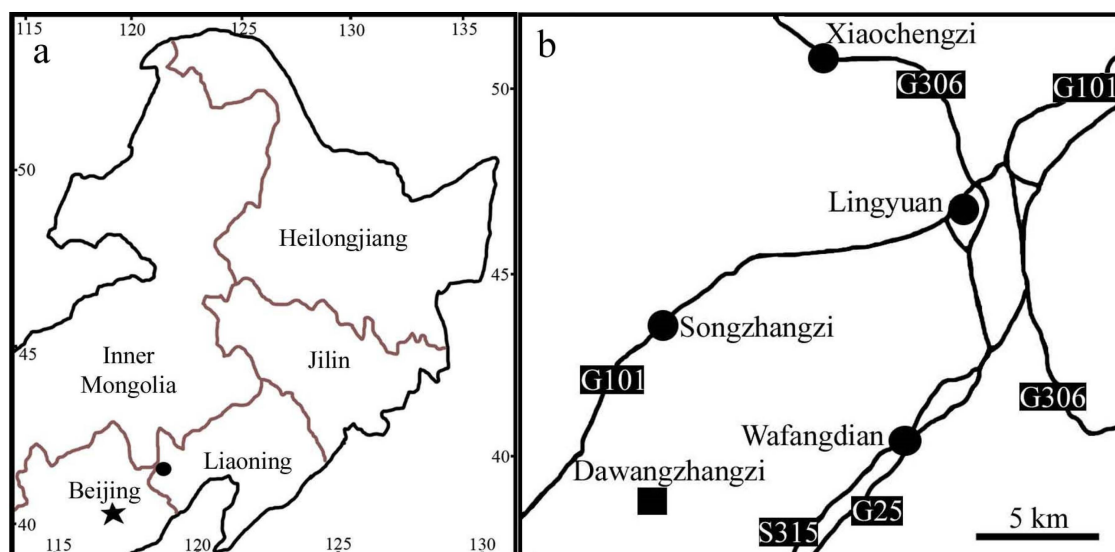 115
120
125
130
135
a
50
Heilongjiang
45
Inner
Mongolia
Jilin
Liaoning
Beijing
40
115
120
125
130
50
45
40
b
Xiaochengzi
G306
G101
Lingyuan
Songzhangzi
G101
G306
Wafangdian
Dawangzhangzi
G25
S315
5 km